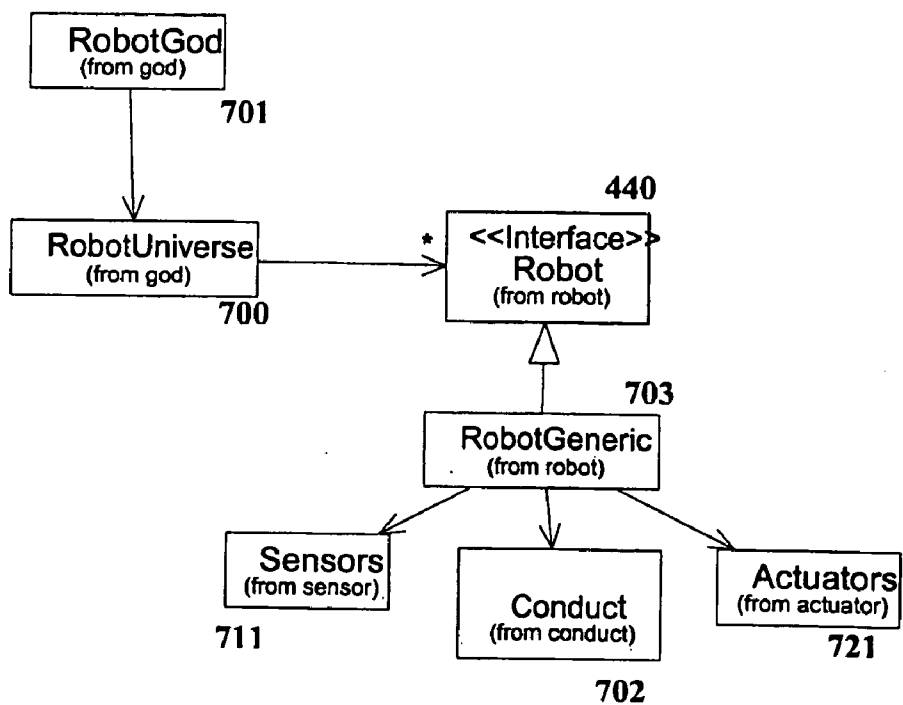 RobotGod
(from god)
701
RobotUniverse
(from god)
700
*
440
<<Interface>>
Robot
(from robot)
703
RobotGeneric
(from robot)
Sensors
(from sensor)
711
Conduct
(from conduct)
702
Actuators
(from actuator)
721